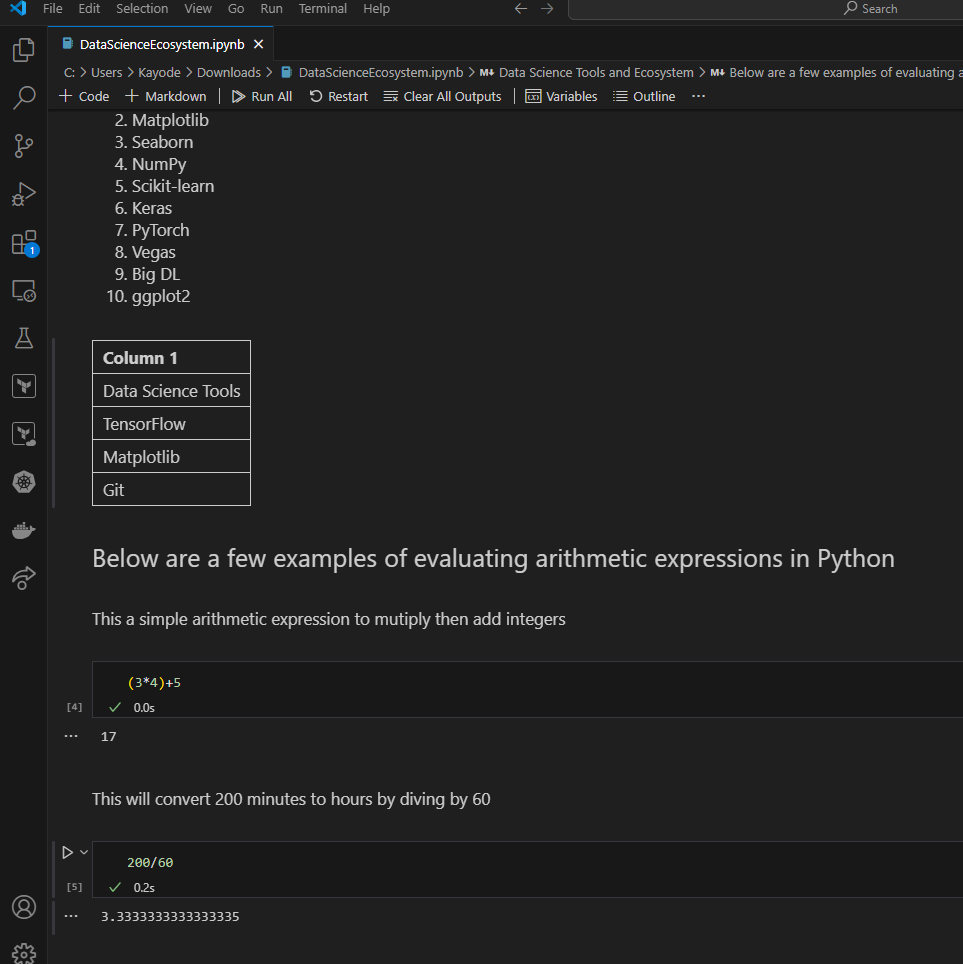 File Edit Selection View Go Run Terminal Help Search
DataScienceEcosystem.ipynb
C: > Users > Kayode > Downloads > DataScienceEcosystem.ipynb > M↓ Data Science Tools and Ecosystem > M↓ Below are a few examples of evaluating a
+ Code + Markdown Run All Restart Clear All Outputs Variables Outline ...
2. Matplotlib
3. Seaborn
4. NumPy
5. Scikit-learn
1
6. Keras
7. PyTorch
8. Vegas
9. Big DL
10. ggplot2
Column 1
Data Science Tools
TensorFlow
Matplotlib
Git
Below are a few examples of evaluating arithmetic expressions in Python
This a simple arithmetic expression to mutiply then add integers
(3*4)+5
[4] 0.0s
... 17
This will convert 200 minutes to hours by diving by 60
200/60
[5] 0.2s
... 3.3333333333333335